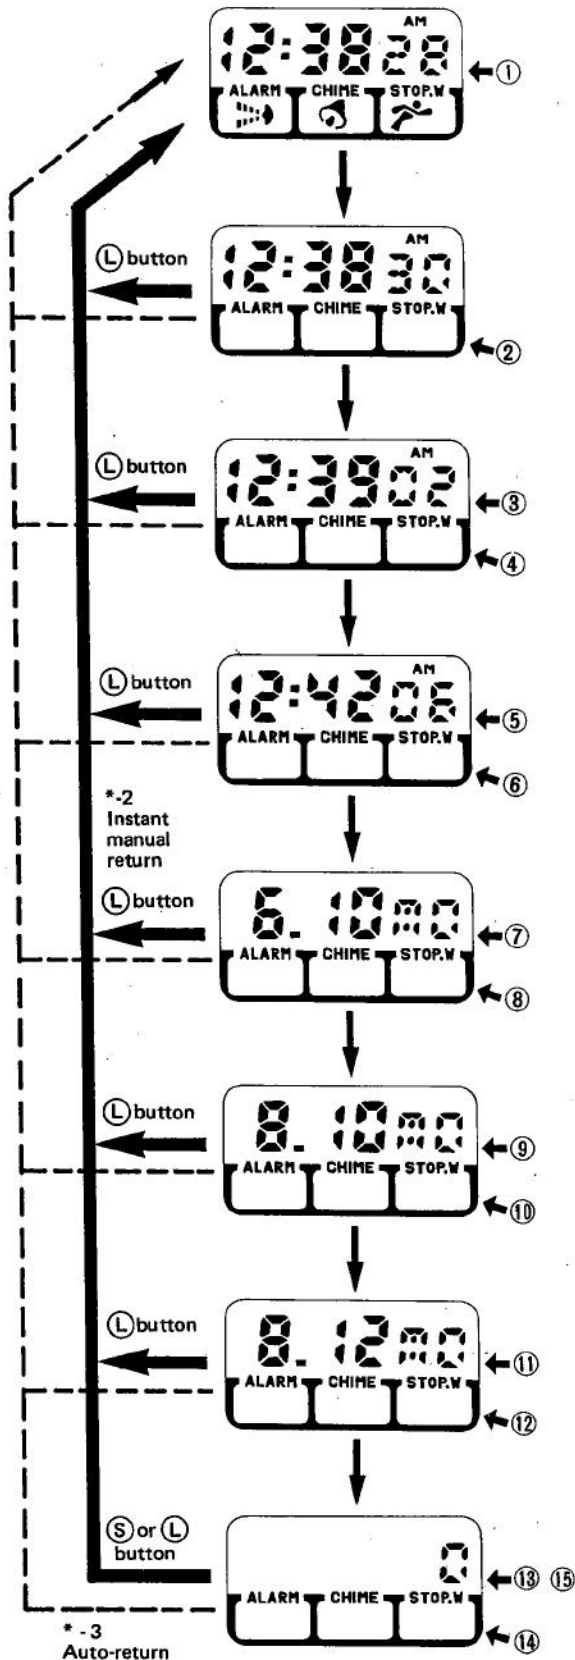 AM
12:38 28
← ①
ALARM CHIME STOP.W
AM
12:38 30
Ⓛ button
ALARM CHIME STOP.W
← ②
AM
12:39 02
Ⓛ button
← ③
ALARM CHIME STOP.W
← ④
AM
12:42 06
Ⓛ button
← ⑤
ALARM CHIME STOP.W
← ⑥
*-2
Instant
manual
return
6. 10 mo
Ⓛ button
← ⑦
ALARM CHIME STOP.W
← ⑧
8. 10 mo
Ⓛ button
← ⑨
ALARM CHIME STOP.W
← ⑩
8. 12 mo
Ⓛ button
← ⑪
ALARM CHIME STOP.W
← ⑫
Ⓢ or Ⓛ
button
0
← ⑬ ⑮
ALARM CHIME STOP.W
← ⑭
* -3
Auto-return